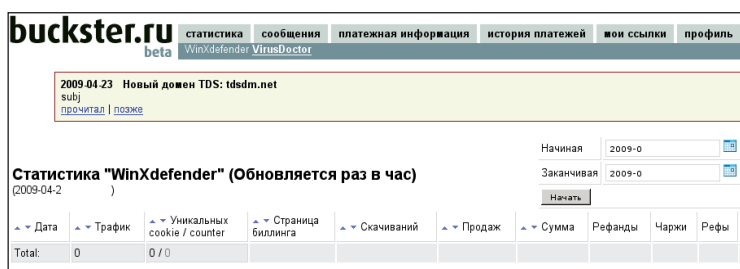 buckster.ru
beta
статистика сообщения платежная информация история платежей мои ссылки профиль
WinXdefender VirusDoctor
2009-04-23 Новый домен TDS: tdsdm.net
subj
прочитал | позже
Начиная 2009-0
Заканчивая 2009-0
Начать
Статистика "WinXdefender" (Обновляется раз в час)
(2009-04-2 )
Дата Трафик Уникальных cookie / counter Страница биллинга Скачиваний Продаж Сумма Рефанды Чаржи Рефы
Total: 0 0 / 0